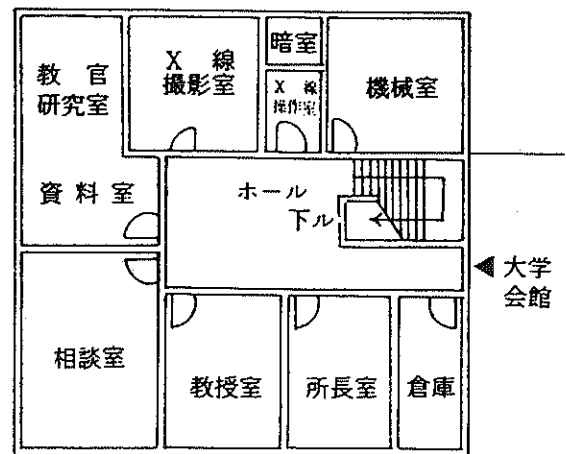 教官
研究室
X線
撮影室
暗室
X線
操作室
機械室
資料室
ホール
下ル
大学
会館
相談室
教授室
所長室
倉庫